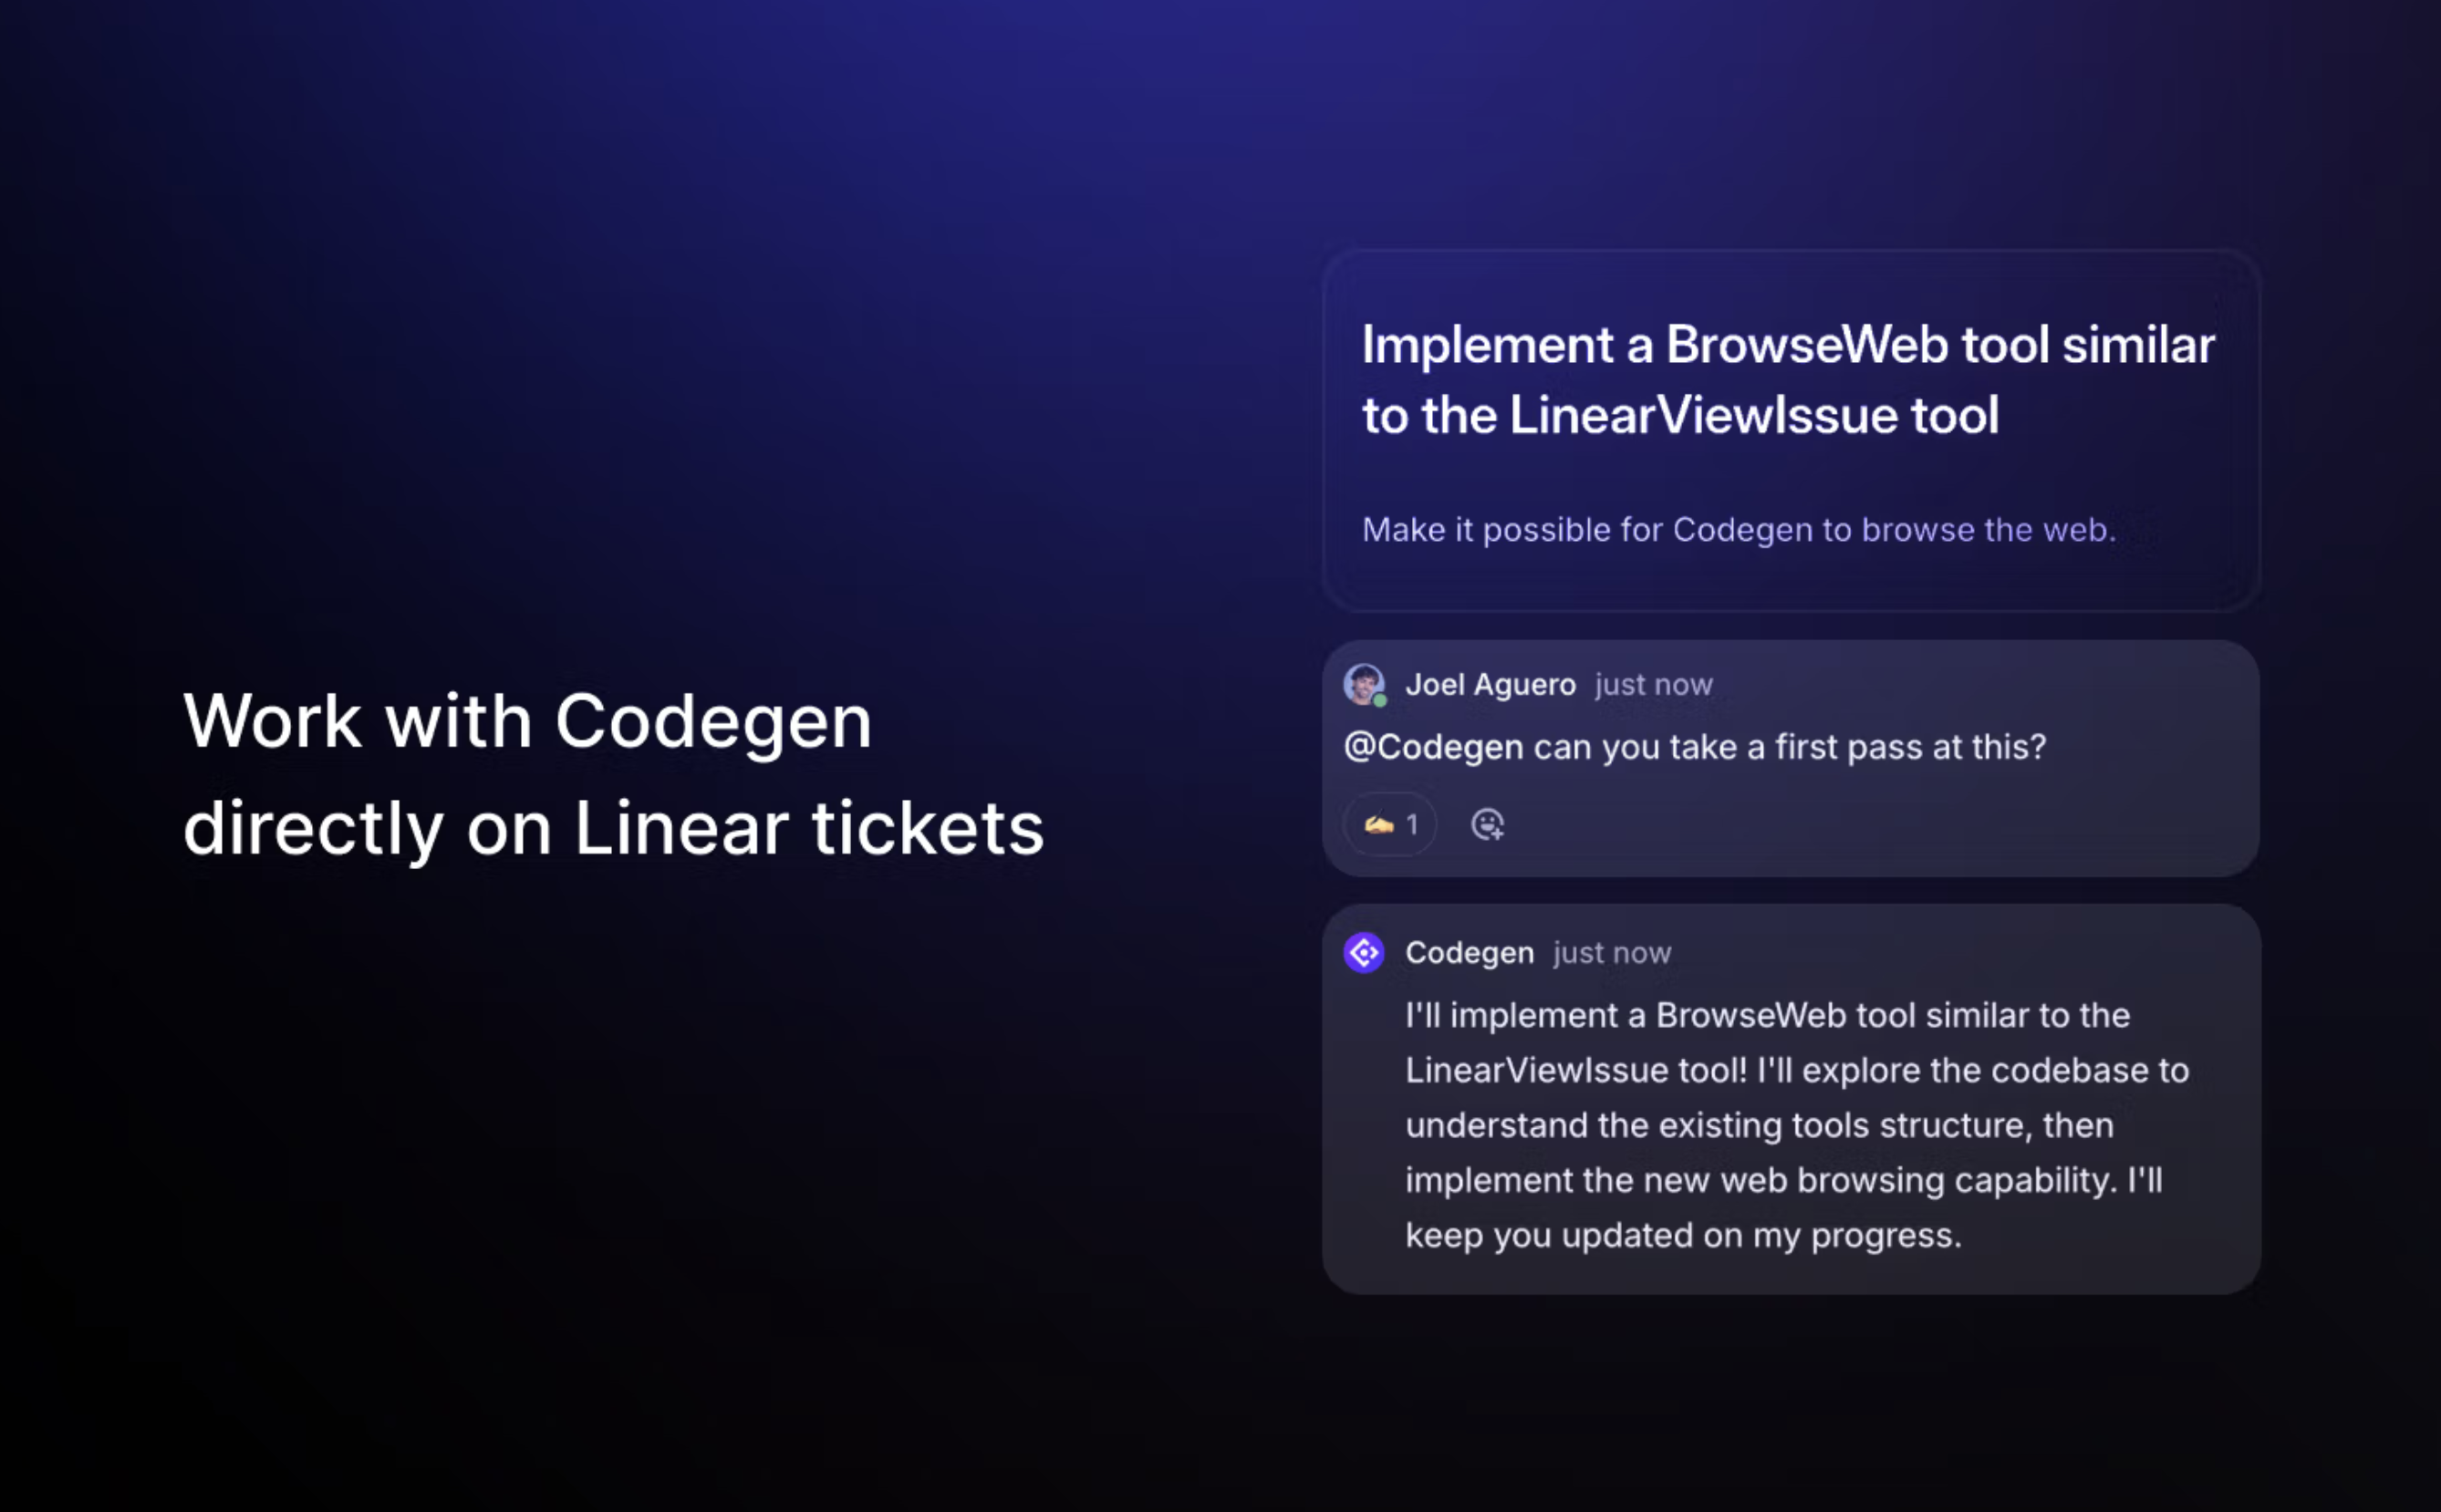 Work with Codegen
directly on Linear tickets
Implement a BrowseWeb tool similar
to the LinearViewIssue tool
Make it possible for Codegen to browse the web.
Joel Aguero just now
@Codegen can you take a first pass at this?
1
Codegen just now
I'll implement a BrowseWeb tool similar to the
LinearViewIssue tool! I'll explore the codebase to
understand the existing tools structure, then
implement the new web browsing capability. I'll
keep you updated on my progress.